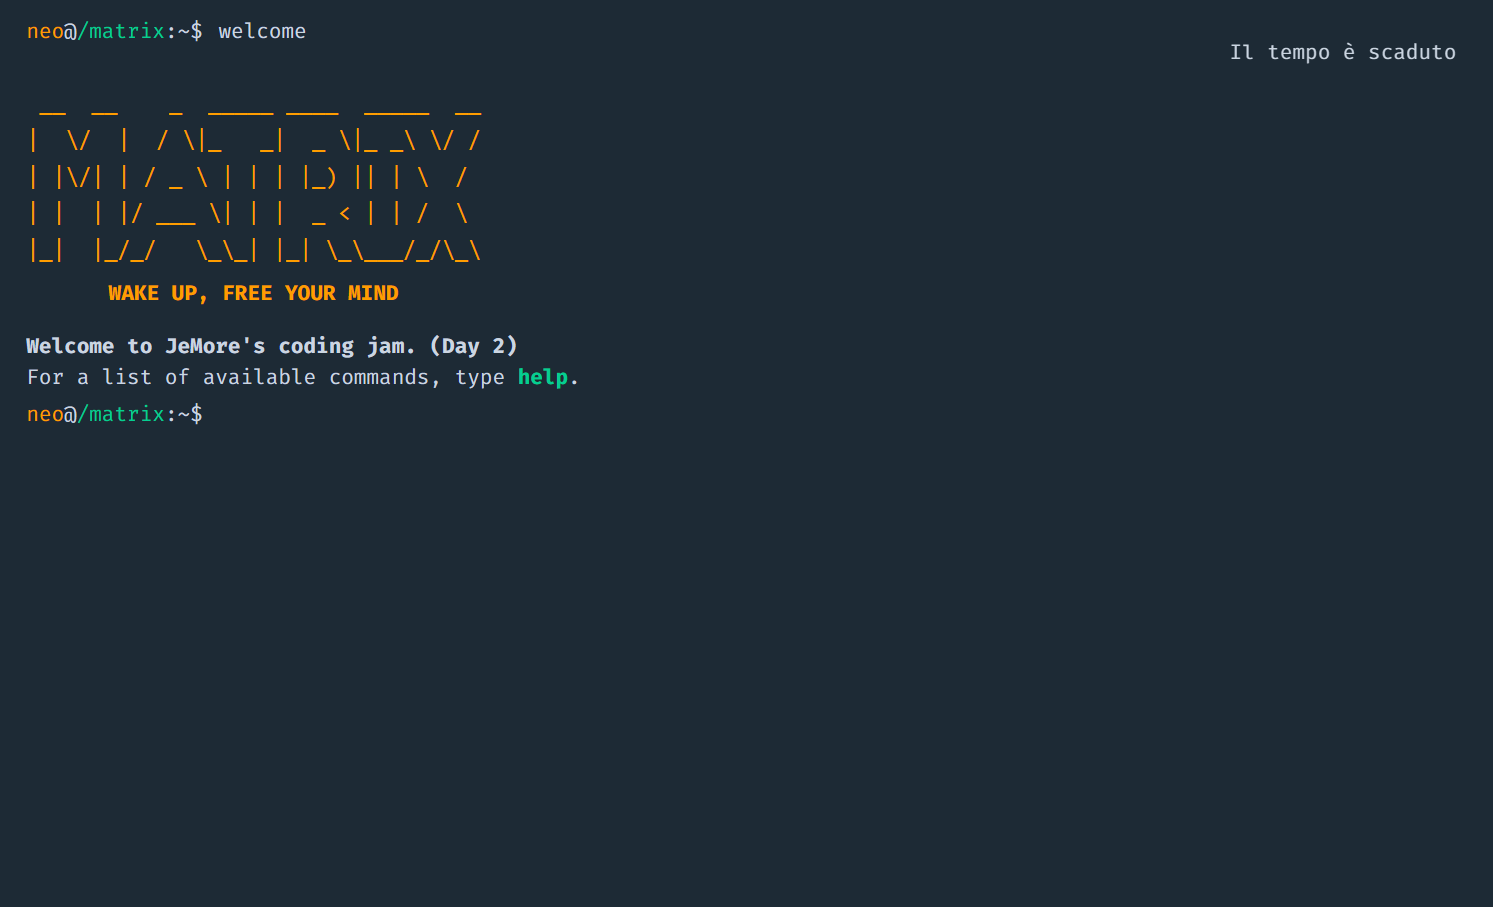 neo@/matrix:~$ welcome
Il tempo è scaduto
 __  __    _  _____ ____  _____  __
|  \/  |  / \|_   _|  _ \|_ _\ \/ /
| |\/| | / _ \ | | | |_) || | \  /
| |  | |/ ___ \| | |  _ < | | /  \
|_|  |_/_/   \_\_| |_| \_\___/_/\_\
WAKE UP, FREE YOUR MIND
Welcome to JeMore's coding jam. (Day 2)
For a list of available commands, type help.
neo@/matrix:~$